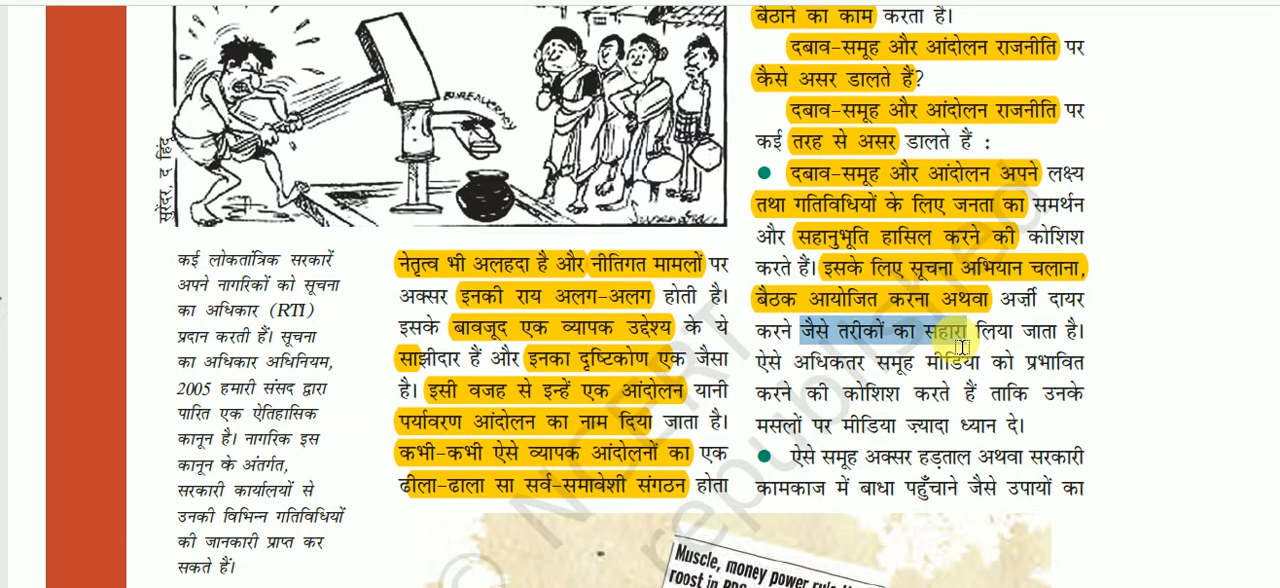 BUREAUCRACY
सुरेंदर, द हिंदू
कई लोकतांत्रिक सरकारें
अपने नागरिकों को सूचना
का अधिकार (RTI)
प्रदान करती हैं। सूचना
का अधिकार अधिनियम,
2005 हमारी संसद द्वारा
पारित एक ऐतिहासिक
कानून है। नागरिक इस
कानून के अंतर्गत,
सरकारी कार्यालयों से
उनकी विभिन्न गतिविधियों
की जानकारी प्राप्त कर
सकते हैं।
नेतृत्व भी अलहदा है और नीतिगत मामलों पर
अक्सर इनकी राय अलग-अलग होती है।
इसके बावजूद एक व्यापक उद्देश्य के ये
साझीदार हैं और इनका दृष्टिकोण एक जैसा
है। इसी वजह से इन्हें एक आंदोलन यानी
पर्यावरण आंदोलन का नाम दिया जाता है।
कभी-कभी ऐसे व्यापक आंदोलनों का एक
ढीला-ढाला सा सर्व-समावेशी संगठन होता
बैठाने का काम करता है।
दबाव-समूह और आंदोलन राजनीति पर
कैसे असर डालते हैं?
दबाव-समूह और आंदोलन राजनीति पर
कई तरह से असर डालते हैं :
● दबाव-समूह और आंदोलन अपने लक्ष्य
तथा गतिविधियों के लिए जनता का समर्थन
और सहानुभूति हासिल करने की कोशिश
करते हैं। इसके लिए सूचना अभियान चलाना,
बैठक आयोजित करना अथवा अर्ज़ी दायर
करने जैसे तरीकों का सहारा लिया जाता है।
ऐसे अधिकतर समूह मीडिया को प्रभावित
करने की कोशिश करते हैं ताकि उनके
मसलों पर मीडिया ज़्यादा ध्यान दे।
● ऐसे समूह अक्सर हड़ताल अथवा सरकारी
कामकाज में बाधा पहुँचाने जैसे उपायों का
Muscle, money power
© NCERT
republished